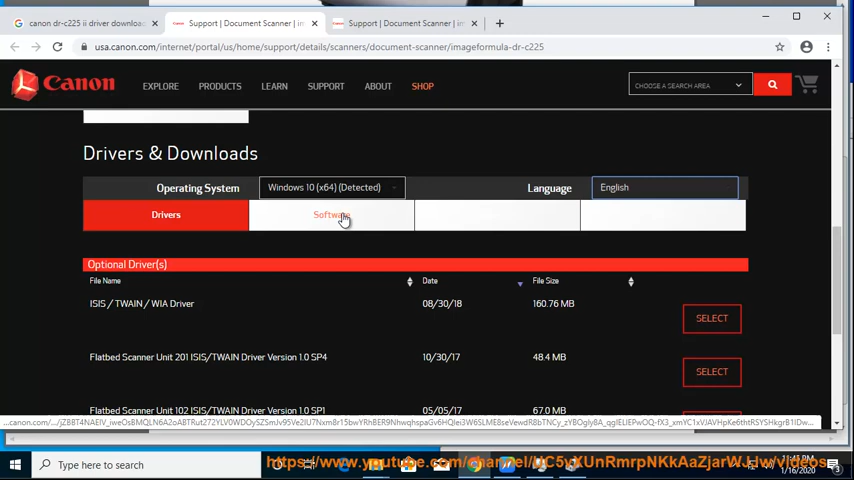 canon dr-c225 ii driver download
Support | Document Scanner | im
Support | Document Scanner | im
usa.canon.com/internet/portal/us/home/support/details/scanners/document-scanner/imageformula-dr-c225
Canon
EXPLORE
PRODUCTS
LEARN
SUPPORT
ABOUT
SHOP
CHOOSE A SEARCH AREA
Drivers & Downloads
Operating System
Windows 10 (x64) (Detected)
Language
English
Drivers
Software
Optional Driver(s)
File Name
Date
File Size
ISIS / TWAIN / WIA Driver
08/30/18
160.76 MB
SELECT
Flatbed Scanner Unit 201 ISIS/TWAIN Driver Version 1.0 SP4
10/30/17
48.4 MB
SELECT
Flatbed Scanner Unit 102 ISIS/TWAIN Driver Version 1.0 SP1
05/05/17
67.0 MB
Type here to search
1/16/2020